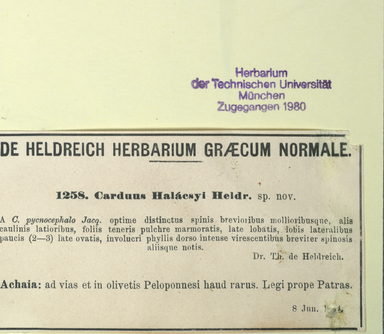 Herbarium
der Technischen Universität
München
Zugegangen 1980
DE HELDREICH HERBARIUM GRÆCUM NORMALE.
1258. Carduus Halácsyi Heldr. sp. nov.
A C. pycnocephalo Jacq. optime distinctus spinis brevioribus mollioribusque, alis
caulinis latioribus, foliis teneris pulchre marmoratis, late lobatis, lobis lateralibus
paucis (2—3) late ovatis, involucri phyllis dorso intense virescentibus breviter spinosis
aliisque notis.
Dr. Th. de Heldreich.
Achaia: ad vias et in olivetis Peloponnesi haud rarus. Legi prope Patras.
8 Jun.